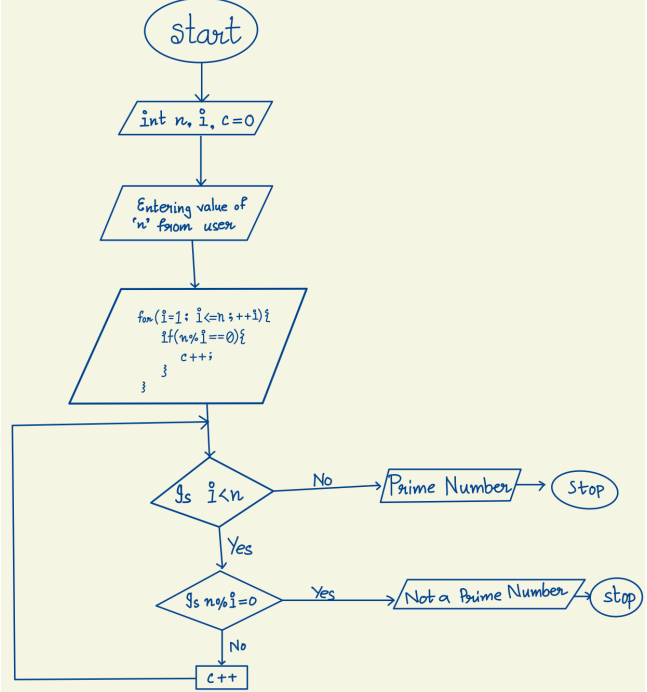 start
int n, i, c=0
Entering value of
'n' from user
for(i=1: i<=n;++i){
if(n%i==0){
c++;
}
}
Is i<n
No
Prime Number
Stop
Yes
Is n%i=0
Yes
Not a Prime Number
stop
No
c++